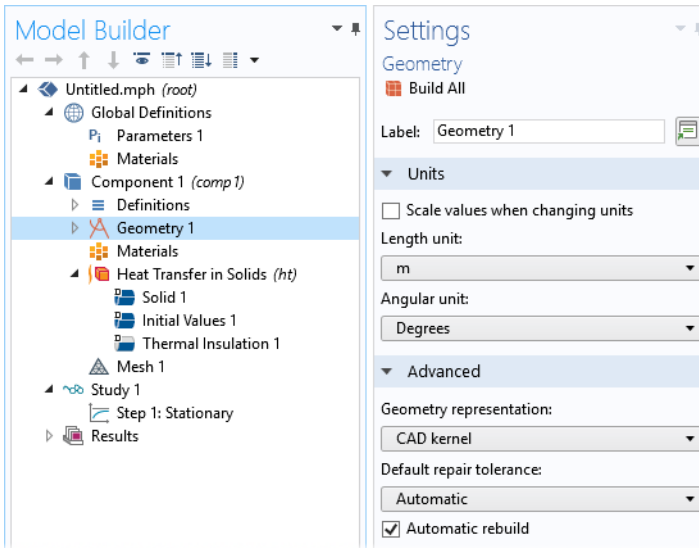 Model Builder
Untitled.mph (root)
Global Definitions
Pi Parameters 1
Materials
Component 1 (comp1)
Definitions
Geometry 1
Materials
Heat Transfer in Solids (ht)
Solid 1
Initial Values 1
Thermal Insulation 1
Mesh 1
Study 1
Step 1: Stationary
Results
Settings
Geometry
Build All
Label: Geometry 1
Units
Scale values when changing units
Length unit:
m
Angular unit:
Degrees
Advanced
Geometry representation:
CAD kernel
Default repair tolerance:
Automatic
Automatic rebuild